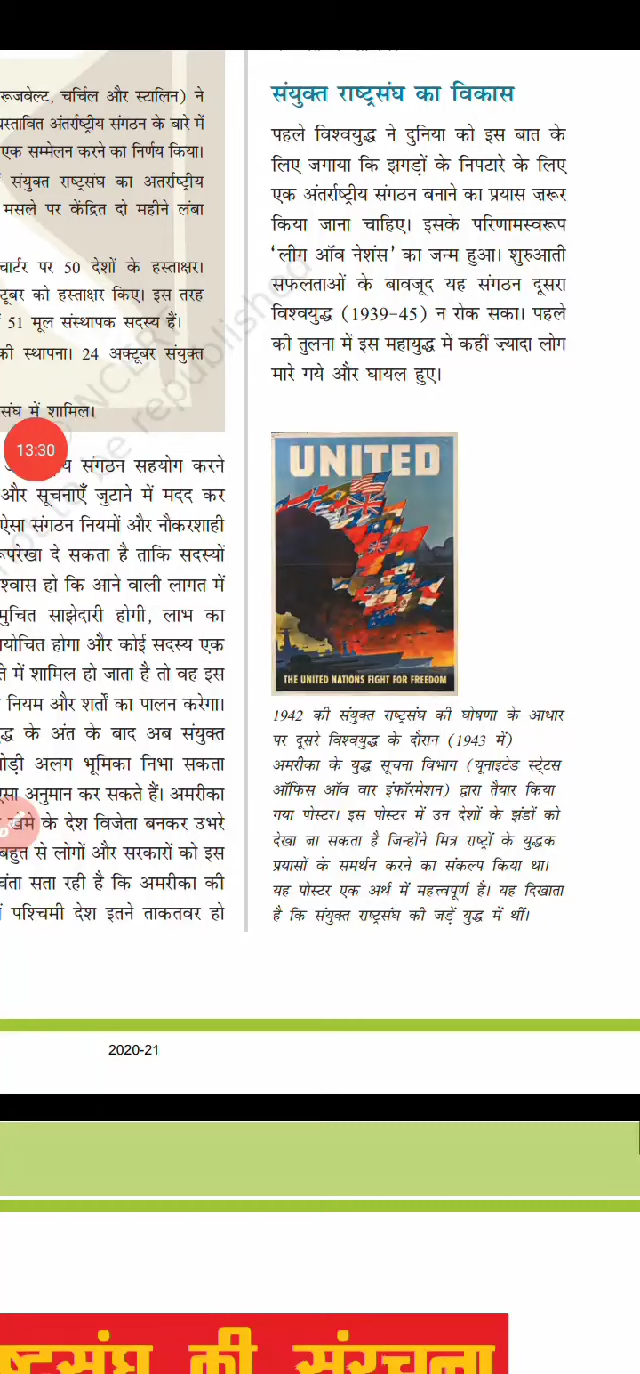 रूजवेल्ट, चर्चिल और स्टालिन) ने
प्रस्तावित अंतर्राष्ट्रीय संगठन के बारे में
एक सम्मेलन करने का निर्णय किया।
संयुक्त राष्ट्रसंघ का अतर्राष्ट्रीय
मसले पर केंद्रित दो महीने लंबा
चार्टर पर 50 देशों के हस्ताक्षर।
को हस्ताक्षर किए। इस तरह
51 मूल संस्थापक सदस्य हैं।
की स्थापना। 24 अक्टूबर संयुक्त
संघ में शामिल।
13:30
संगठन सहयोग करने
और सूचनाएँ जुटाने में मदद कर
ऐसा संगठन नियमों और नौकरशाही
दे सकता है ताकि सदस्यों
हो कि आने वाली लागत में
साझेदारी होगी, लाभ का
होगा और कोई सदस्य एक
में शामिल हो जाता है तो वह इस
नियम और शर्तों का पालन करेगा।
के अंत के बाद अब संयुक्त
अलग भूमिका निभा सकता
अनुमान कर सकते हैं। अमरीका
खेमे के देश विजेता बनकर उभरे
बहुत से लोगों और सरकारों को इस
सता रही है कि अमरीका की
पश्चिमी देश इतने ताकतवर हो
संयुक्त राष्ट्रसंघ का विकास
पहले विश्वयुद्ध ने दुनिया को इस बात के
लिए जगाया कि झगड़ों के निपटारे के लिए
एक अंतर्राष्ट्रीय संगठन बनाने का प्रयास ज़रूर
किया जाना चाहिए। इसके परिणामस्वरूप
‘लीग ऑव नेशंस’ का जन्म हुआ। शुरुआती
सफलताओं के बावजूद यह संगठन दूसरा
विश्वयुद्ध (1939-45) न रोक सका। पहले
की तुलना में इस महायुद्ध में कहीं ज़्यादा लोग
मारे गये और घायल हुए।
UNITED
THE UNITED NATIONS FIGHT FOR FREEDOM
1942 की संयुक्त राष्ट्रसंघ की घोषणा के आधार
पर दूसरे विश्वयुद्ध के दौरान (1943 में)
अमरीका के युद्ध सूचना विभाग (यूनाइटेड स्टेट्स
ऑफिस ऑव वार इंफॉरमेशन) द्वारा तैयार किया
गया पोस्टर। इस पोस्टर में उन देशों के झंडों को
देखा जा सकता है जिन्होंने मित्र राष्ट्रों के युद्धक
प्रयासों के समर्थन करने का संकल्प किया था।
यह पोस्टर एक अर्थ में महत्त्वपूर्ण है। यह दिखाता
है कि संयुक्त राष्ट्रसंघ की जड़ें युद्ध में थीं।
NCERT
be republished
2020-21
की संरचना